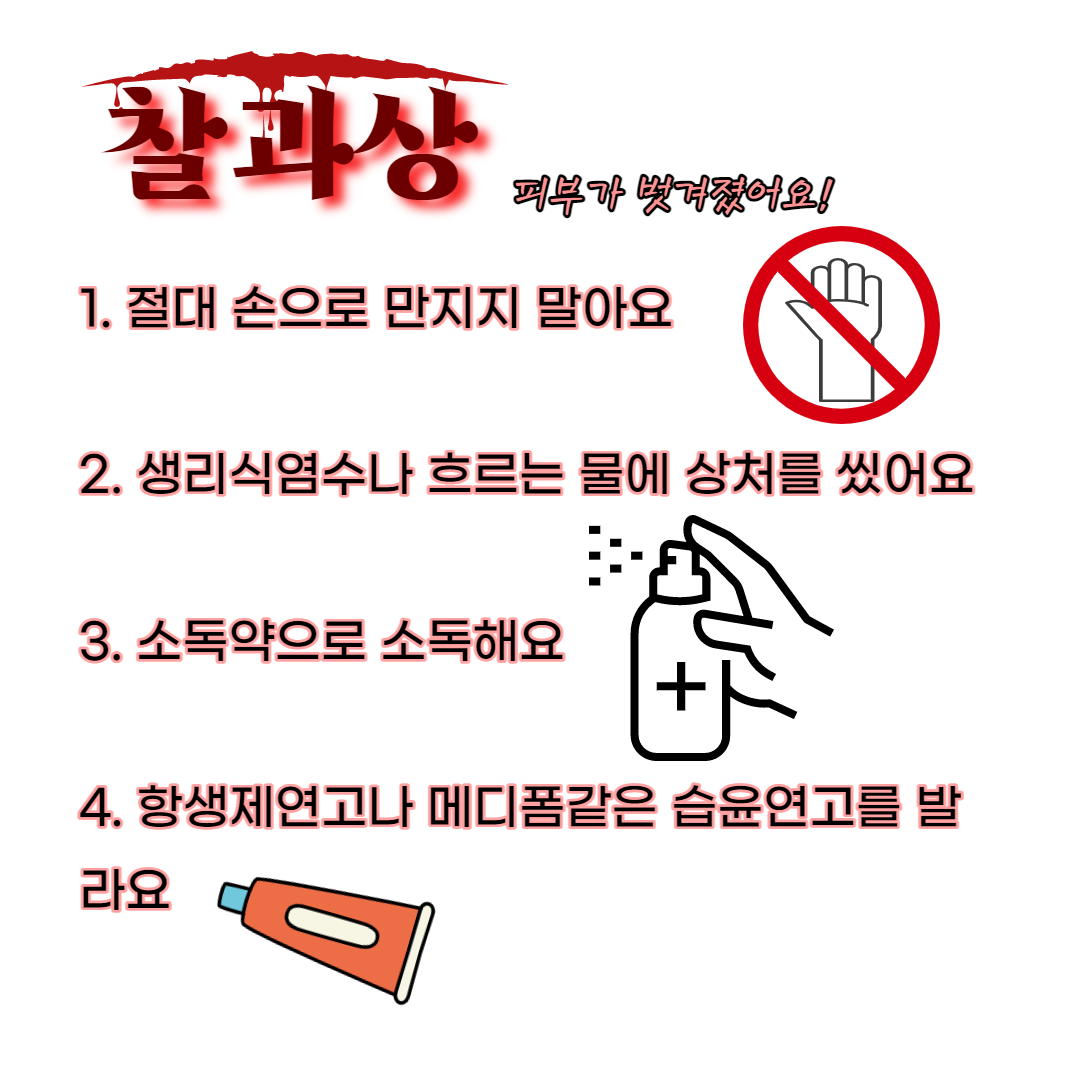 찰과상
피부가 벗겨졌어요!
1. 절대 손으로 만지지 말아요
2. 생리식염수나 흐르는 물에 상처를 씼어요
3. 소독약으로 소독해요
4. 항생제연고나 메디폼같은 습윤연고를 발
라요